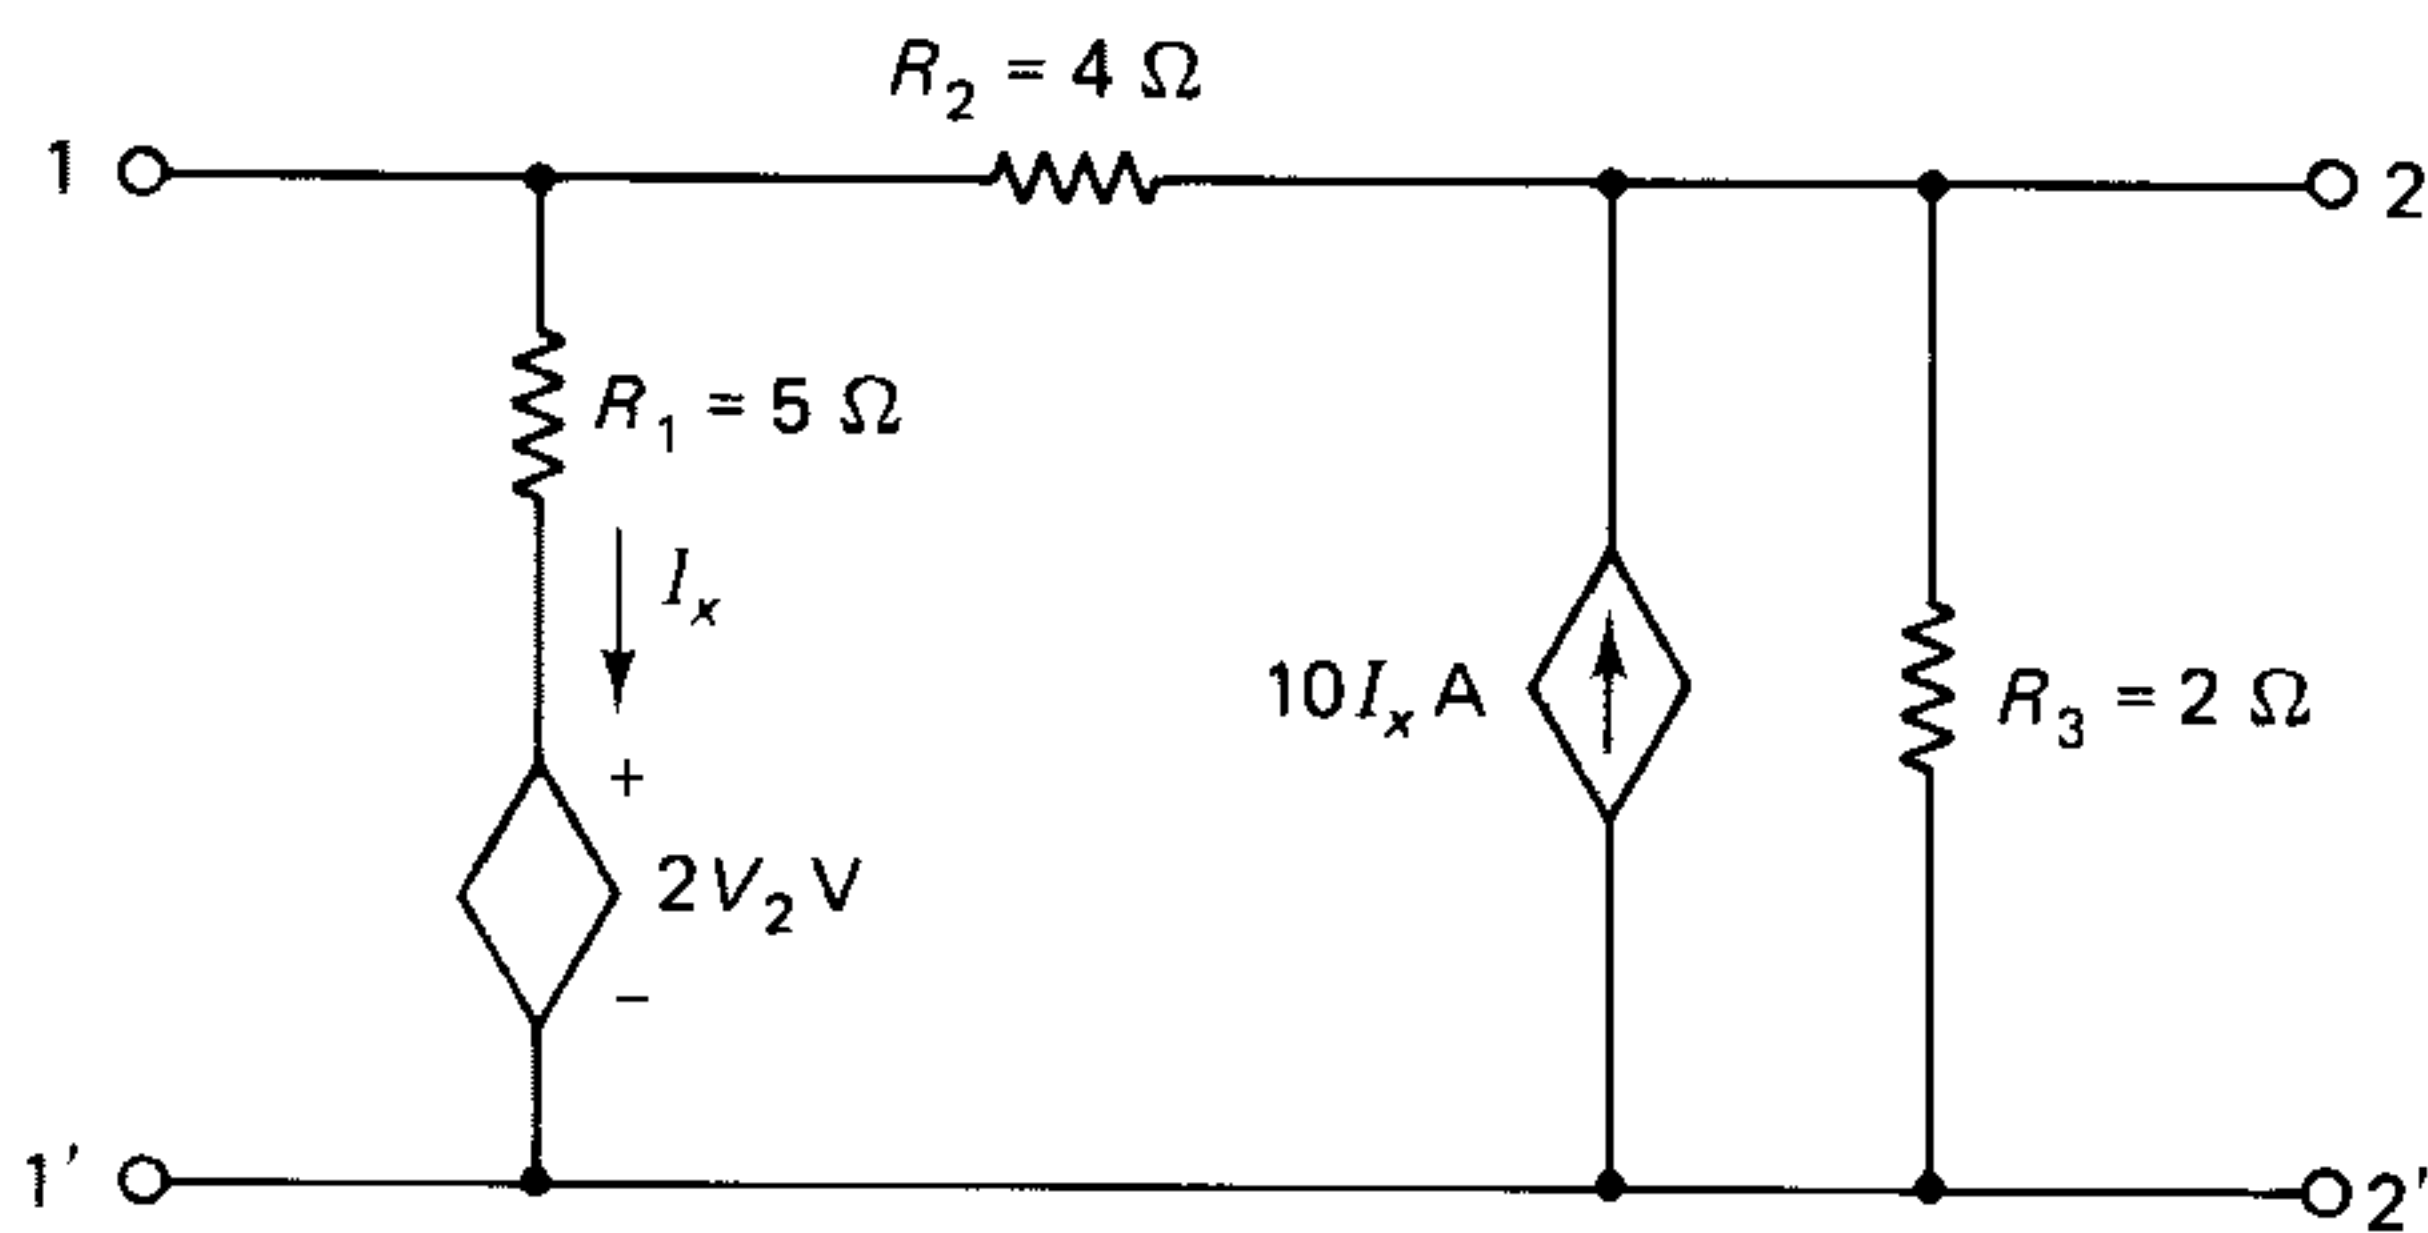 R₂ = 4 Ω
1
2
R₁ = 5 Ω
Iₓ
10Iₓ A
R₃ = 2 Ω
+
2V₂ V
−
1'
2'